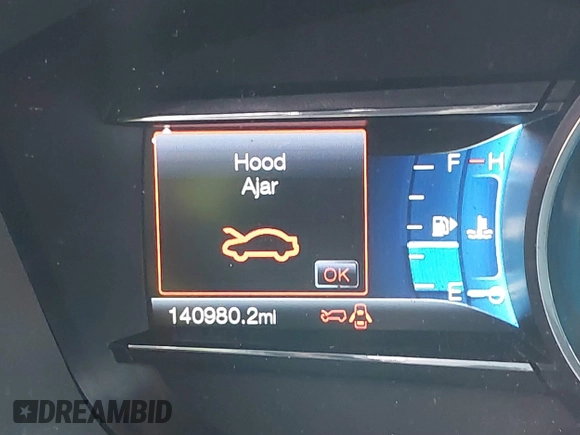 Hood
Ajar
F
H
OK
E
140980.2mi
DREAMBID